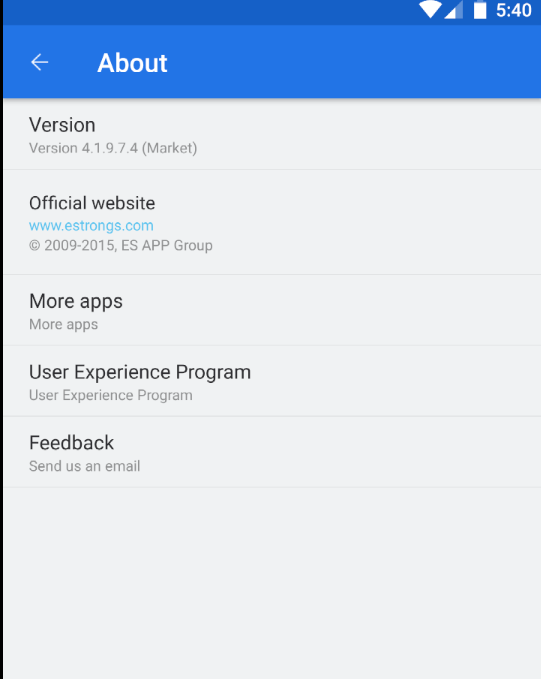 5:40
About
Version
Version 4.1.9.7.4 (Market)
Official website
www.estrongs.com
© 2009-2015, ES APP Group
More apps
More apps
User Experience Program
User Experience Program
Feedback
Send us an email